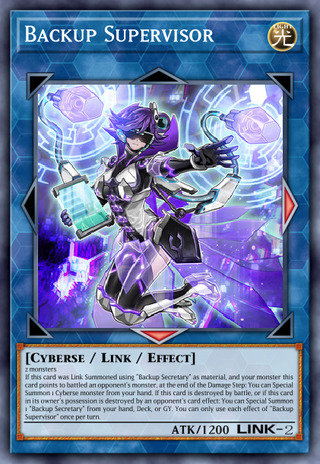 Backup Supervisor
LIGHT
光
[Cyberse / Link / Effect]
2 monsters
If this card was Link Summoned using "Backup Secretary" as material, and your monster this
card points to battled an opponent's monster, at the end of the Damage Step: You can Special
Summon 1 Cyberse monster from your hand. If this card is destroyed by battle, or if this card
in its owner's possession is destroyed by an opponent's card effect: You can Special Summon
1 "Backup Secretary" from your hand, Deck, or GY. You can only use each effect of "Backup
Supervisor" once per turn.
ATK/1200 LINK-2